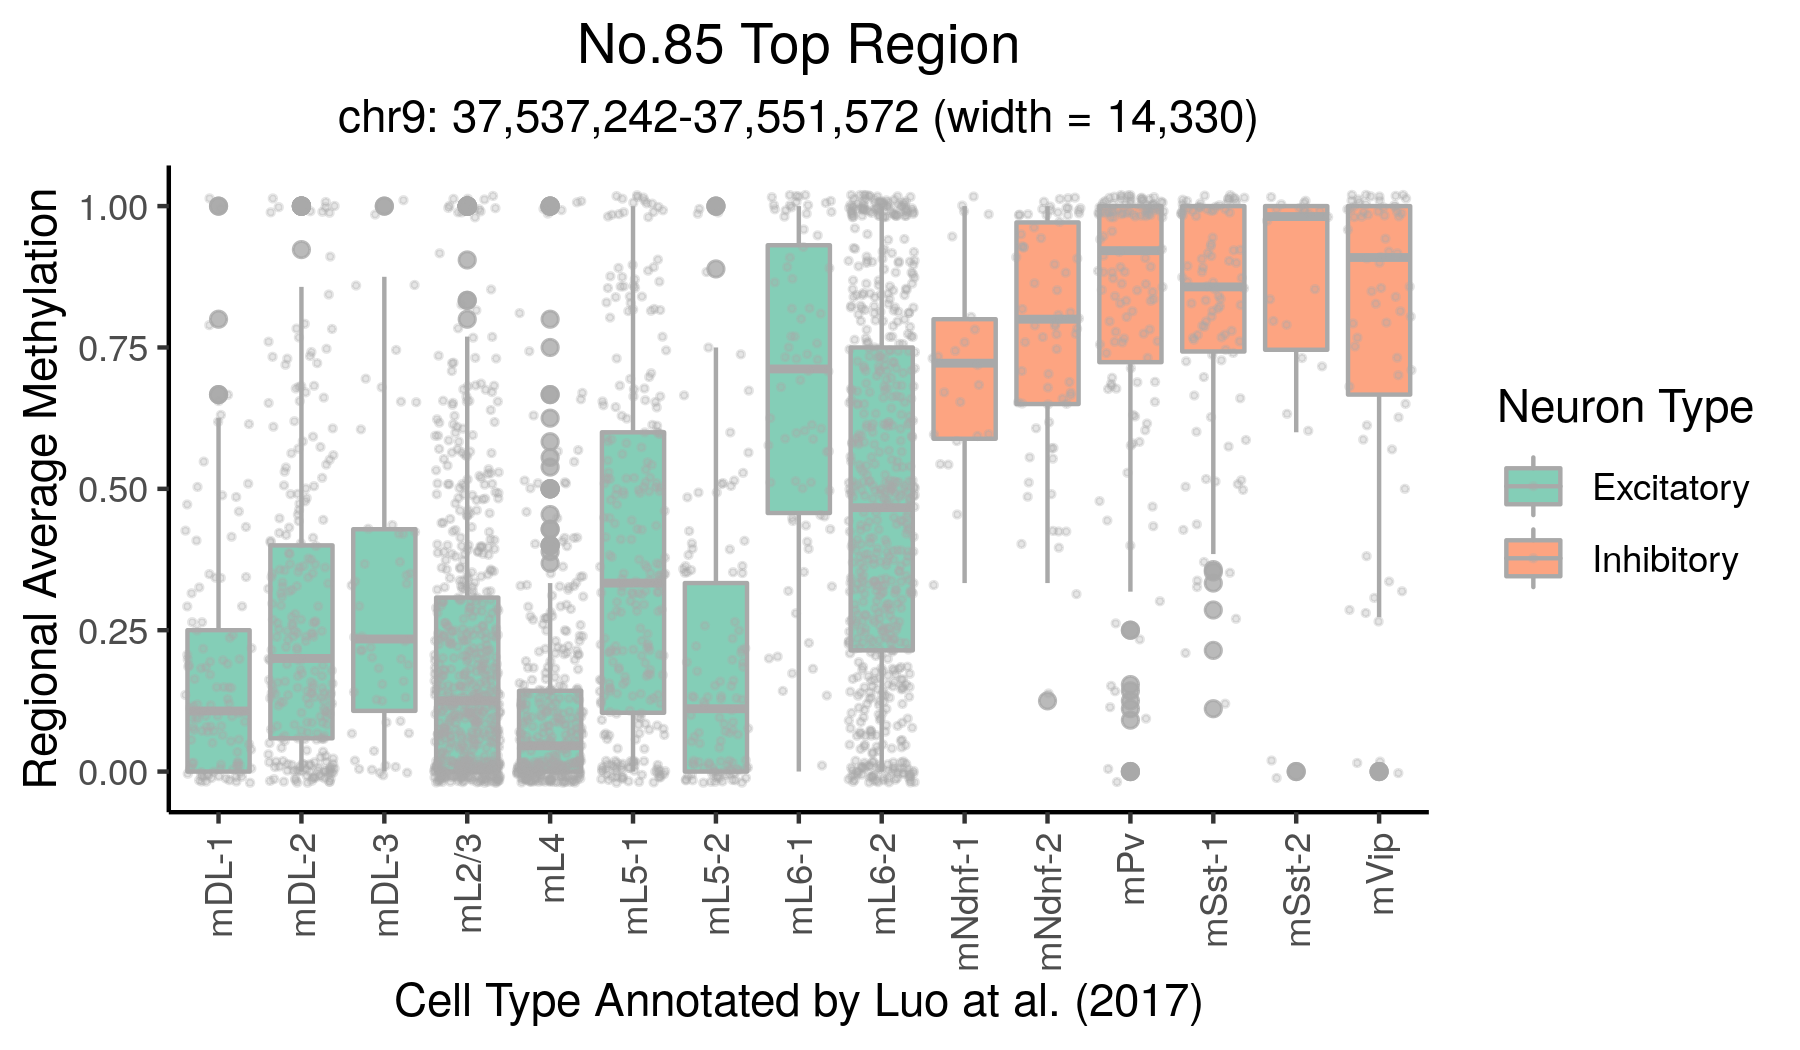 No.85 Top Region
chr9: 37,537,242-37,551,572 (width = 14,330)
Regional Average Methylation
1.00
0.75
0.50
0.25
0.00
mDL-1
mDL-2
mDL-3
mL2/3
mL4
mL5-1
mL5-2
mL6-1
mL6-2
mNdnf-1
mNdnf-2
mPv
mSst-1
mSst-2
mVip
Cell Type Annotated by Luo at al. (2017)
Neuron Type
Excitatory
Inhibitory